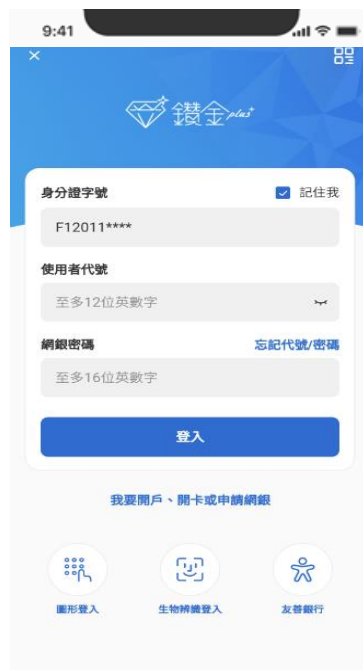 9:41
鑽金plus+
身分證字號
記住我
F12011****
使用者代號
至多12位英數字
網銀密碼
忘記代號/密碼
至多16位英數字
登入
我要開戶、開卡或申請網銀
圖形登入
生物辨識登入
友善銀行